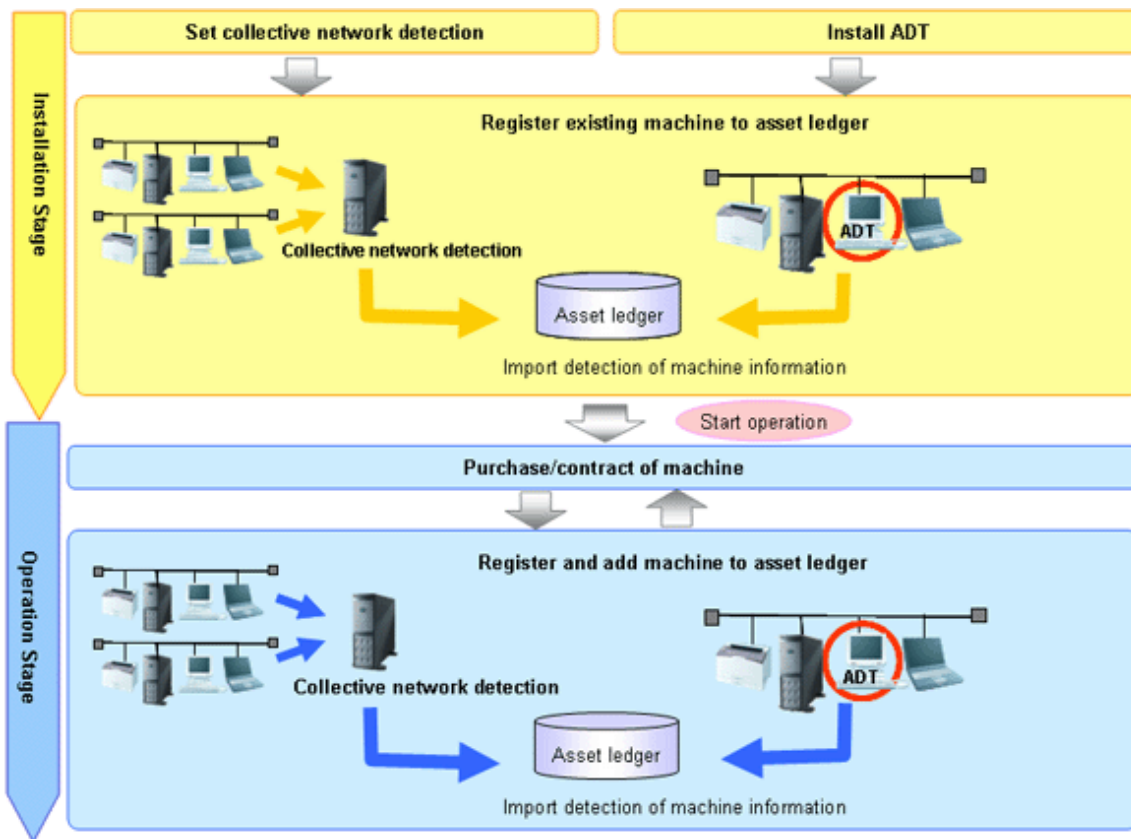 Set collective network detection
Install ADT
Installation Stage
Register existing machine to asset ledger
Collective network detection
ADT
Asset ledger
Import detection of machine information
Start operation
Purchase/contract of machine
Operation Stage
Register and add machine to asset ledger
Collective network detection
ADT
Asset ledger
Import detection of machine information